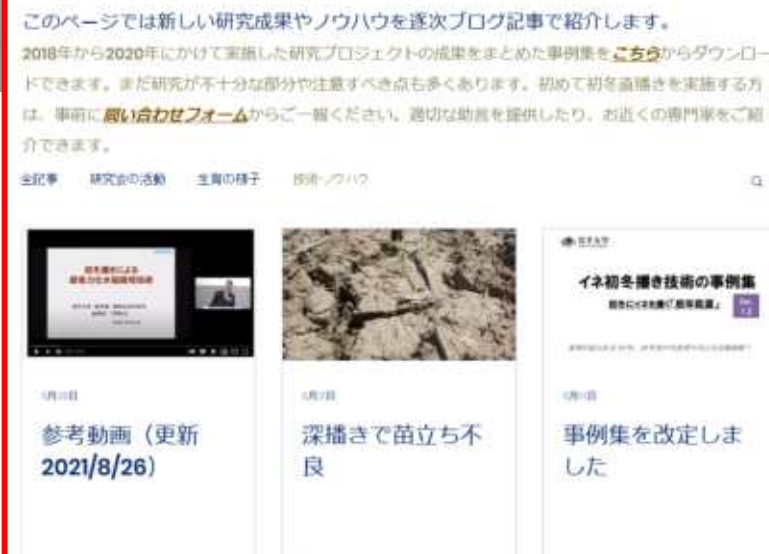 このページでは新しい研究成果やノウハウを逐次ブログ記事で紹介します。
2018年から2020年にかけて実施した研究プロジェクトの成果をまとめた事例集をこちらからダウンロー
ドできます。まだ研究が不十分な部分や注意すべき点も多くあります。初めて初冬直播きを実施する方
は、事前に問い合わせフォームからご一報ください。適切な助言を提供したり、お近くの専門家をご紹
介できます。
全記事 研究会の活動 生育の様子 技術・ノウハウ
初冬播きによる
イネ初冬播き技術の事例集
参考動画（更新
2021/8/26）
深播きで苗立ち不
良
事例集を改定しま
した